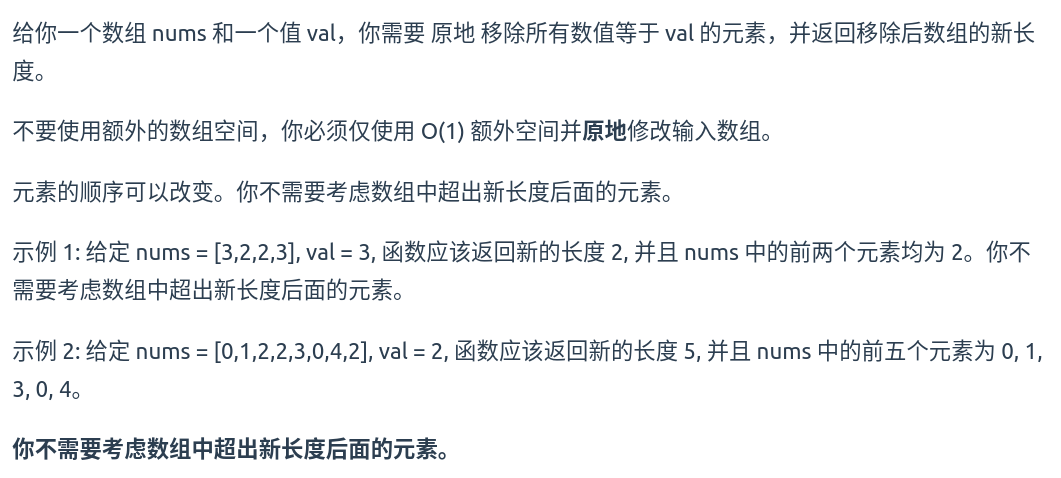 给你一个数组 nums 和一个值 val，你需要 原地 移除所有数值等于 val 的元素，并返回移除后数组的新长
度。
不要使用额外的数组空间，你必须仅使用 O(1) 额外空间并原地修改输入数组。
元素的顺序可以改变。你不需要考虑数组中超出新长度后面的元素。
示例 1: 给定 nums = [3,2,2,3], val = 3, 函数应该返回新的长度 2, 并且 nums 中的前两个元素均为 2。你不
需要考虑数组中超出新长度后面的元素。
示例 2: 给定 nums = [0,1,2,2,3,0,4,2], val = 2, 函数应该返回新的长度 5, 并且 nums 中的前五个元素为 0, 1,
3, 0, 4。
你不需要考虑数组中超出新长度后面的元素。